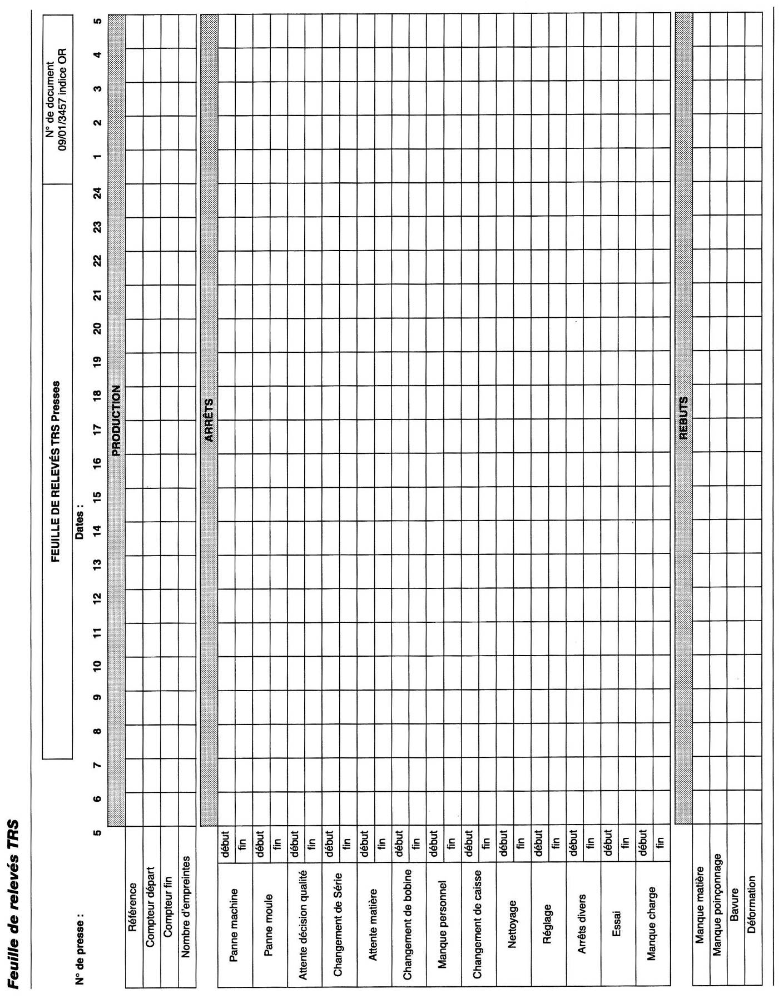 Feuille de relevés TRS
FEUILLE DE RELEVÉS TRS Presses
N° de document
09/01/3457 indice OR
N° de presse :
Dates :
5 6 7 8 9 10 11 12 13 14 15 16 17 18 19 20 21 22 23 24 1 2 3 4 5
PRODUCTION
Référence
Compteur départ
Compteur fin
Nombre d'empreintes
ARRÊTS
Panne machine
début
fin
Panne moule
début
fin
Attente décision qualité
début
fin
Changement de Série
début
fin
Attente matière
début
fin
Changement de bobine
début
fin
Manque personnel
début
fin
Changement de caisse
début
fin
Nettoyage
début
fin
Réglage
début
fin
Arrêts divers
début
fin
Essai
début
fin
Manque charge
début
fin
REBUTS
Manque matière
Manque poinçonnage
Bavure
Déformation